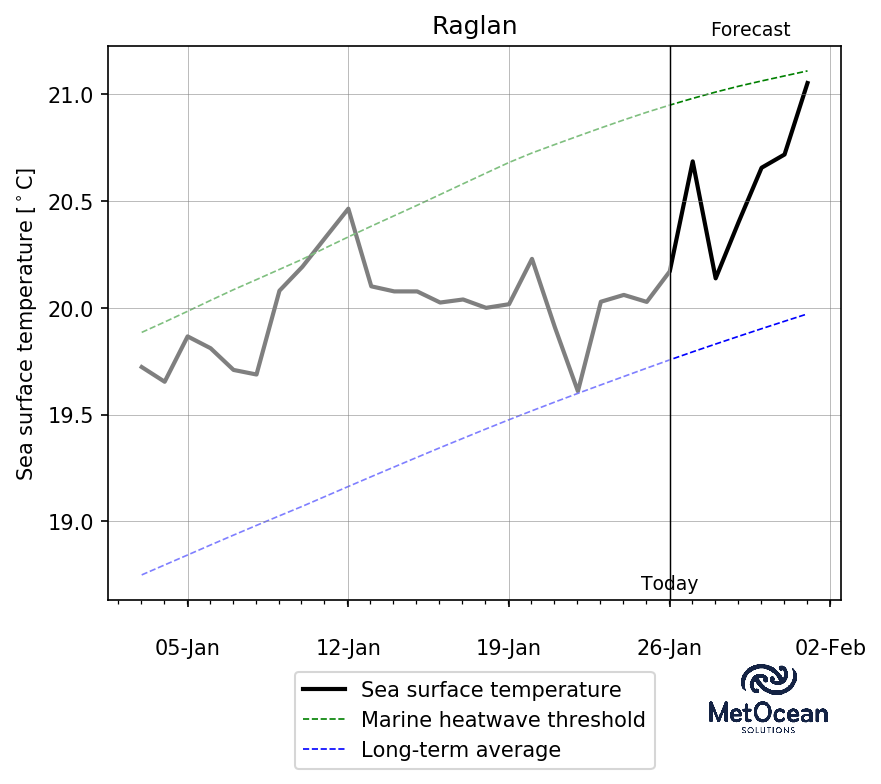 Raglan
Forecast
Sea surface temperature [°C]
21.0
20.5
20.0
19.5
19.0
Today
05-Jan
12-Jan
19-Jan
26-Jan
02-Feb
Sea surface temperature
Marine heatwave threshold
Long-term average
MetOcean
SOLUTIONS